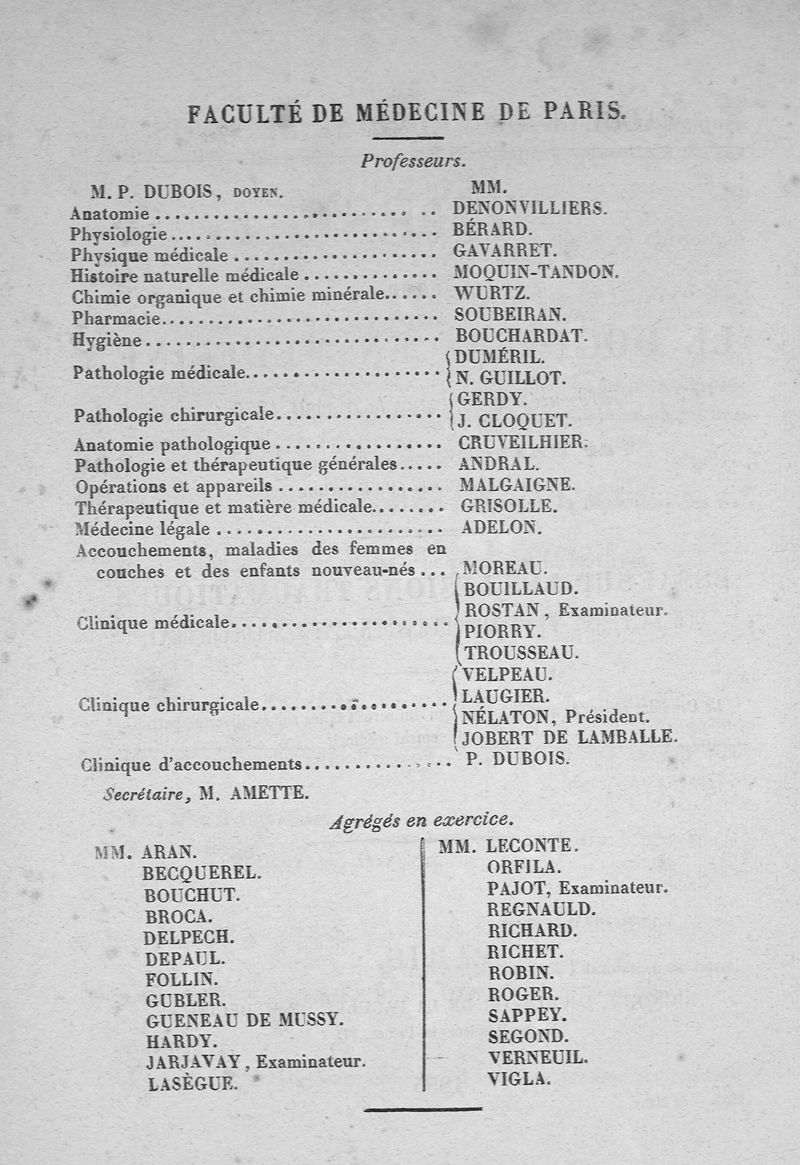 FACULTÉ DE MÉDECINE DE PARIS.
Professeurs.
M. P. DUBOIS, DOYEN. MM.
Anatomie .............................. DENONVILLIERS.
Physiologie .............................. BÉRARD.
Physique médicale ...................... GAVARRET.
Histoire naturelle médicale .............. MOQUIN-TANDON.
Chimie organique et chimie minérale...... WURTZ.
Pharmacie.............................. SOUBEIRAN.
Hygiène.............................. BOUCHARDAT.
Pathologie médicale.................... { DUMÉRIL.
N. GUILLOT.
Pathologie chirurgicale................. { GERDY.
J. CLOQUET.
Anatomie pathologique ................. CRUVEILHIER.
Pathologie et thérapeutique générales..... ANDRAL.
Opérations et appareils ................. MALGAIGNE.
Thérapeutique et matière médicale........ GRISOLLE.
Médecine légale ....................... ADELON.
Accouchements, maladies des femmes en
couches et des enfants nouveau-nés ... MOREAU.
Clinique médicale...................... { BOUILLAUD.
ROSTAN, Examinateur.
PIORRY.
TROUSSEAU.
Clinique chirurgicale................... { VELPEAU.
LAUGIER.
NÉLATON, Président.
JOBERT DE LAMBALLE.
Clinique d'accouchements............... P. DUBOIS.
Secrétaire, M. AMETTE.
Agrégés en exercice.
MM. ARAN.
BECQUEREL.
BOUCHUT.
BROCA.
DELPECH.
DEPAUL.
FOLLIN.
GUBLER.
GUENEAU DE MUSSY.
HARDY.
JARJAVAY, Examinateur.
LASÈGUE.
MM. LECONTE.
ORFILA.
PAJOT, Examinateur.
REGNAULD.
RICHARD.
RICHET.
ROBIN.
ROGER.
SAPPEY.
SEGOND.
VERNEUIL.
VIGLA.